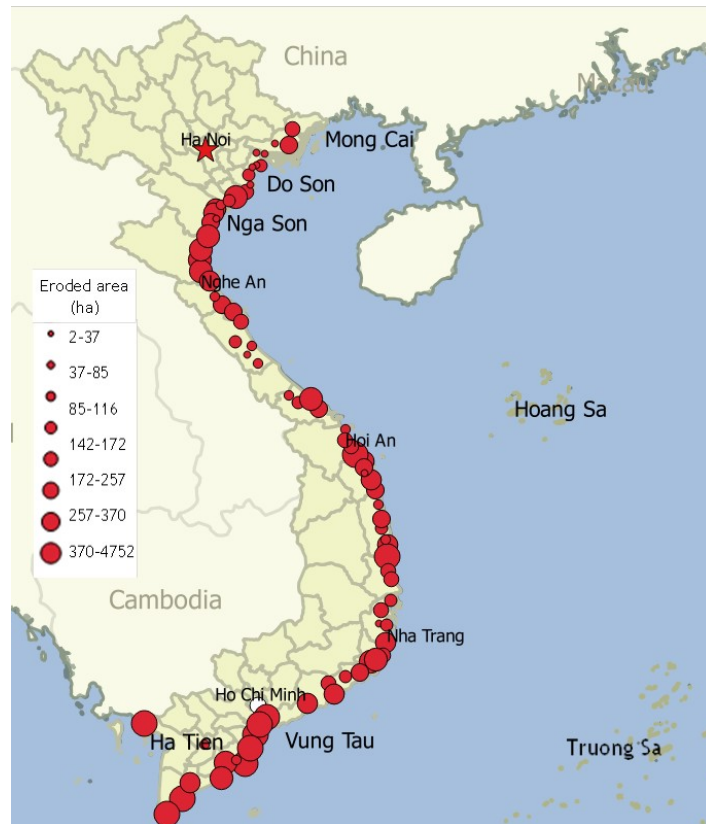 China
Macau
Ha Noi
Mong Cai
Do Son
Nga Son
Nghe An
Eroded area
(ha)
2-37
37-85
85-116
142-172
172-257
257-370
370-4752
Hoang Sa
Hoi An
Cambodia
Nha Trang
Ho Chi Minh
Ha Tien
Vung Tau
Truong Sa